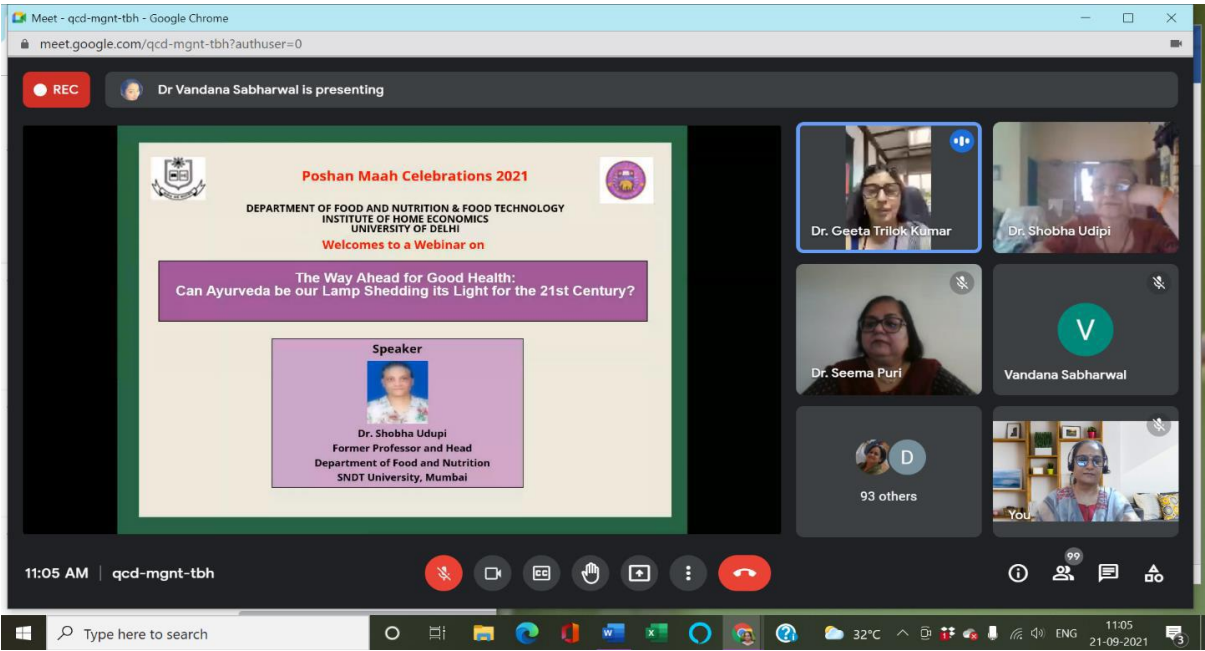 Meet - qcd-mgnt-tbh - Google Chrome
meet.google.com/qcd-mgnt-tbh?authuser=0
REC
Dr Vandana Sabharwal is presenting
Poshan Maah Celebrations 2021
DEPARTMENT OF FOOD AND NUTRITION & FOOD TECHNOLOGY
INSTITUTE OF HOME ECONOMICS
UNIVERSITY OF DELHI
Welcomes to a Webinar on
The Way Ahead for Good Health:
Can Ayurveda be our Lamp Shedding its Light for the 21st Century?
Speaker
Dr. Shobha Udupi
Former Professor and Head
Department of Food and Nutrition
SNDT University, Mumbai
Dr. Geeta Trilok Kumar
Dr. Shobha Udipi
Dr. Seema Puri
V
Vandana Sabharwal
D
93 others
You
11:05 AM | qcd-mgnt-tbh
CC
99
Type here to search
32°C
ENG
11:05
21-09-2021
3